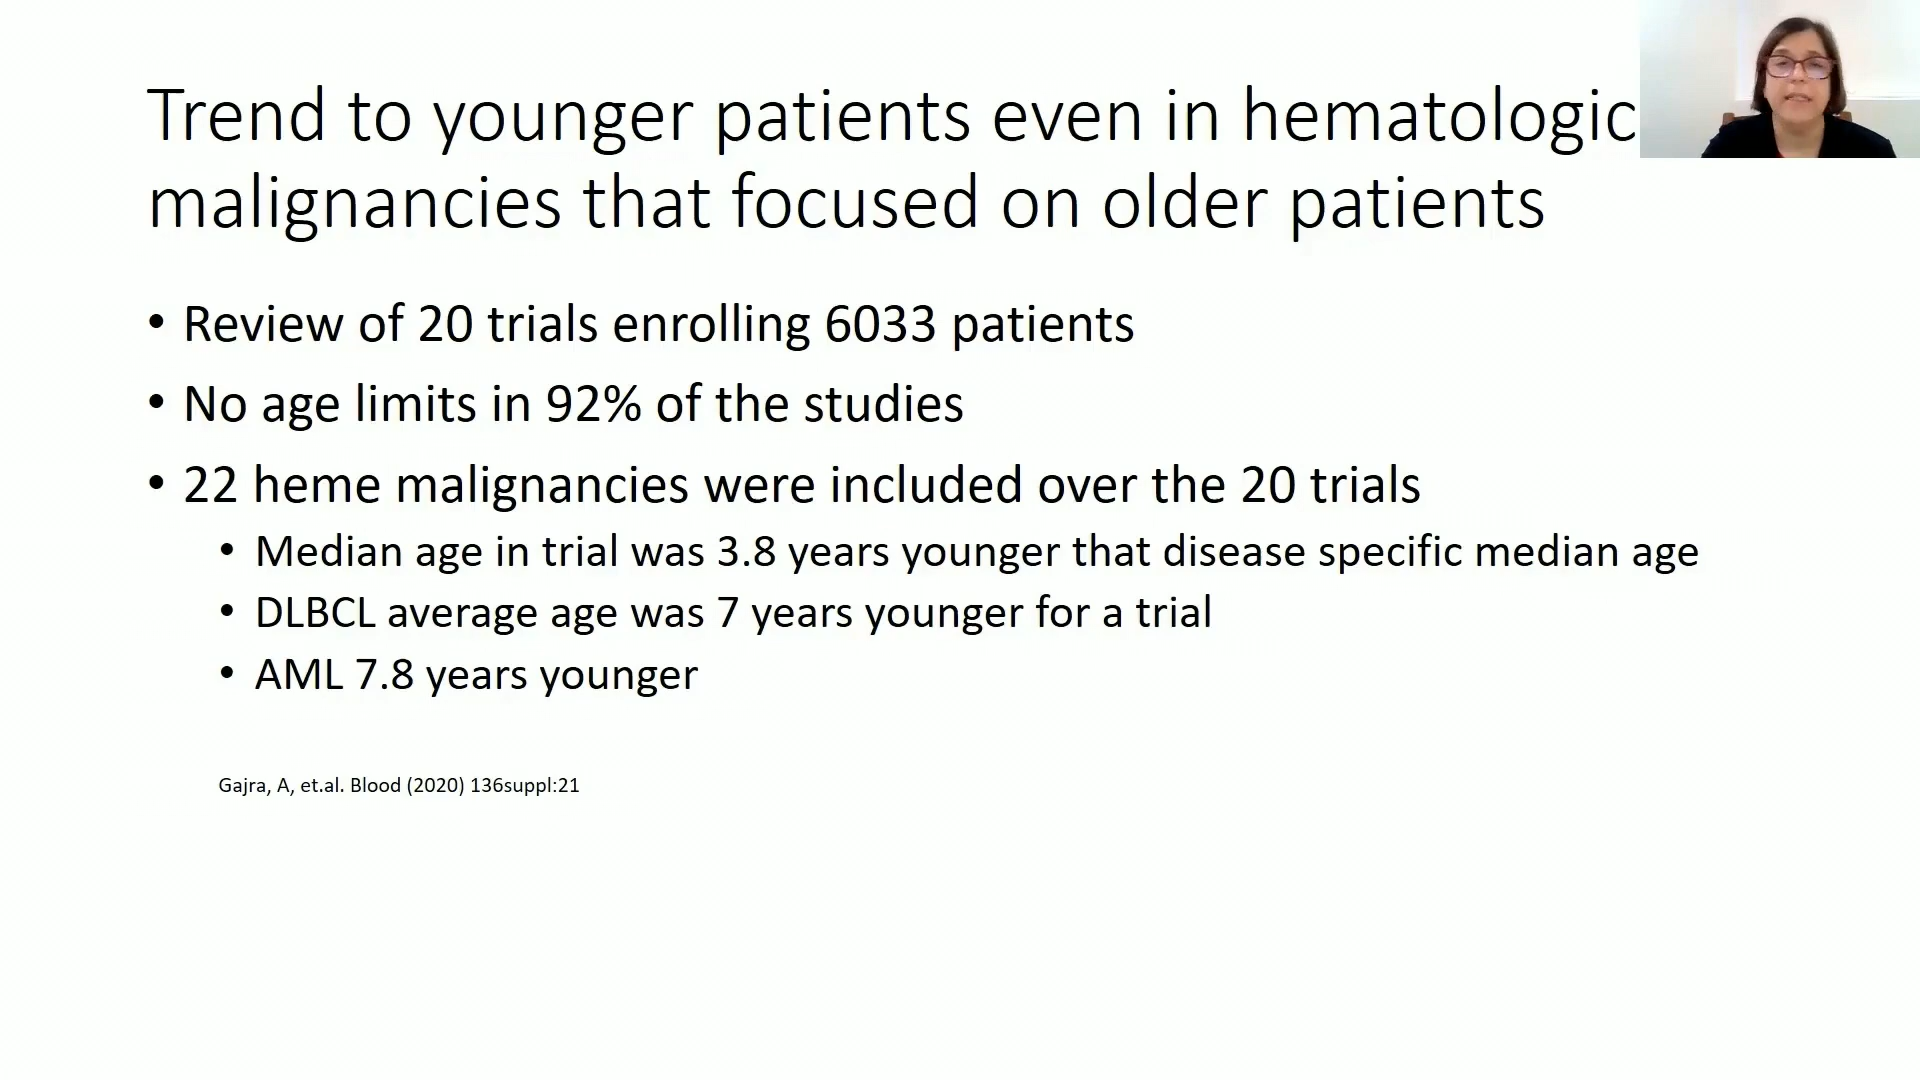 Trend to younger patients even in hematologic
malignancies that focused on older patients
• Review of 20 trials enrolling 6033 patients
• No age limits in 92% of the studies
• 22 heme malignancies were included over the 20 trials
• Median age in trial was 3.8 years younger that disease specific median age
• DLBCL average age was 7 years younger for a trial
• AML 7.8 years younger
Gajra, A, et.al. Blood (2020) 136suppl:21